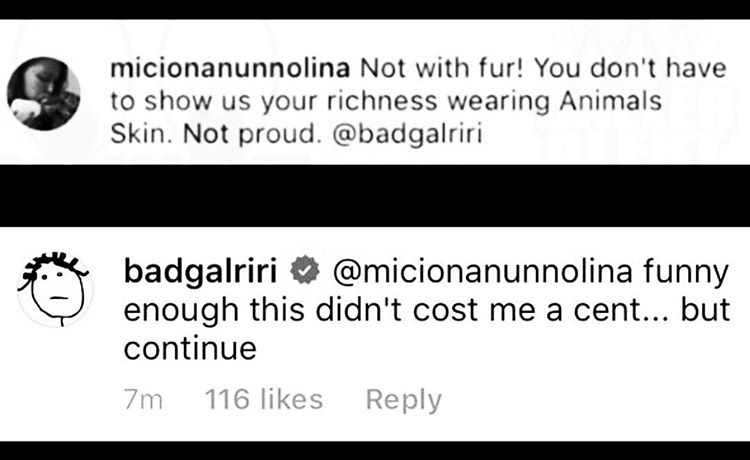 micionanunnolina Not with fur! You don't have
to show us your richness wearing Animals
Skin. Not proud. @badgalriri
badgalriri @micionanunnolina funny
enough this didn't cost me a cent... but
continue
7m 116 likes Reply